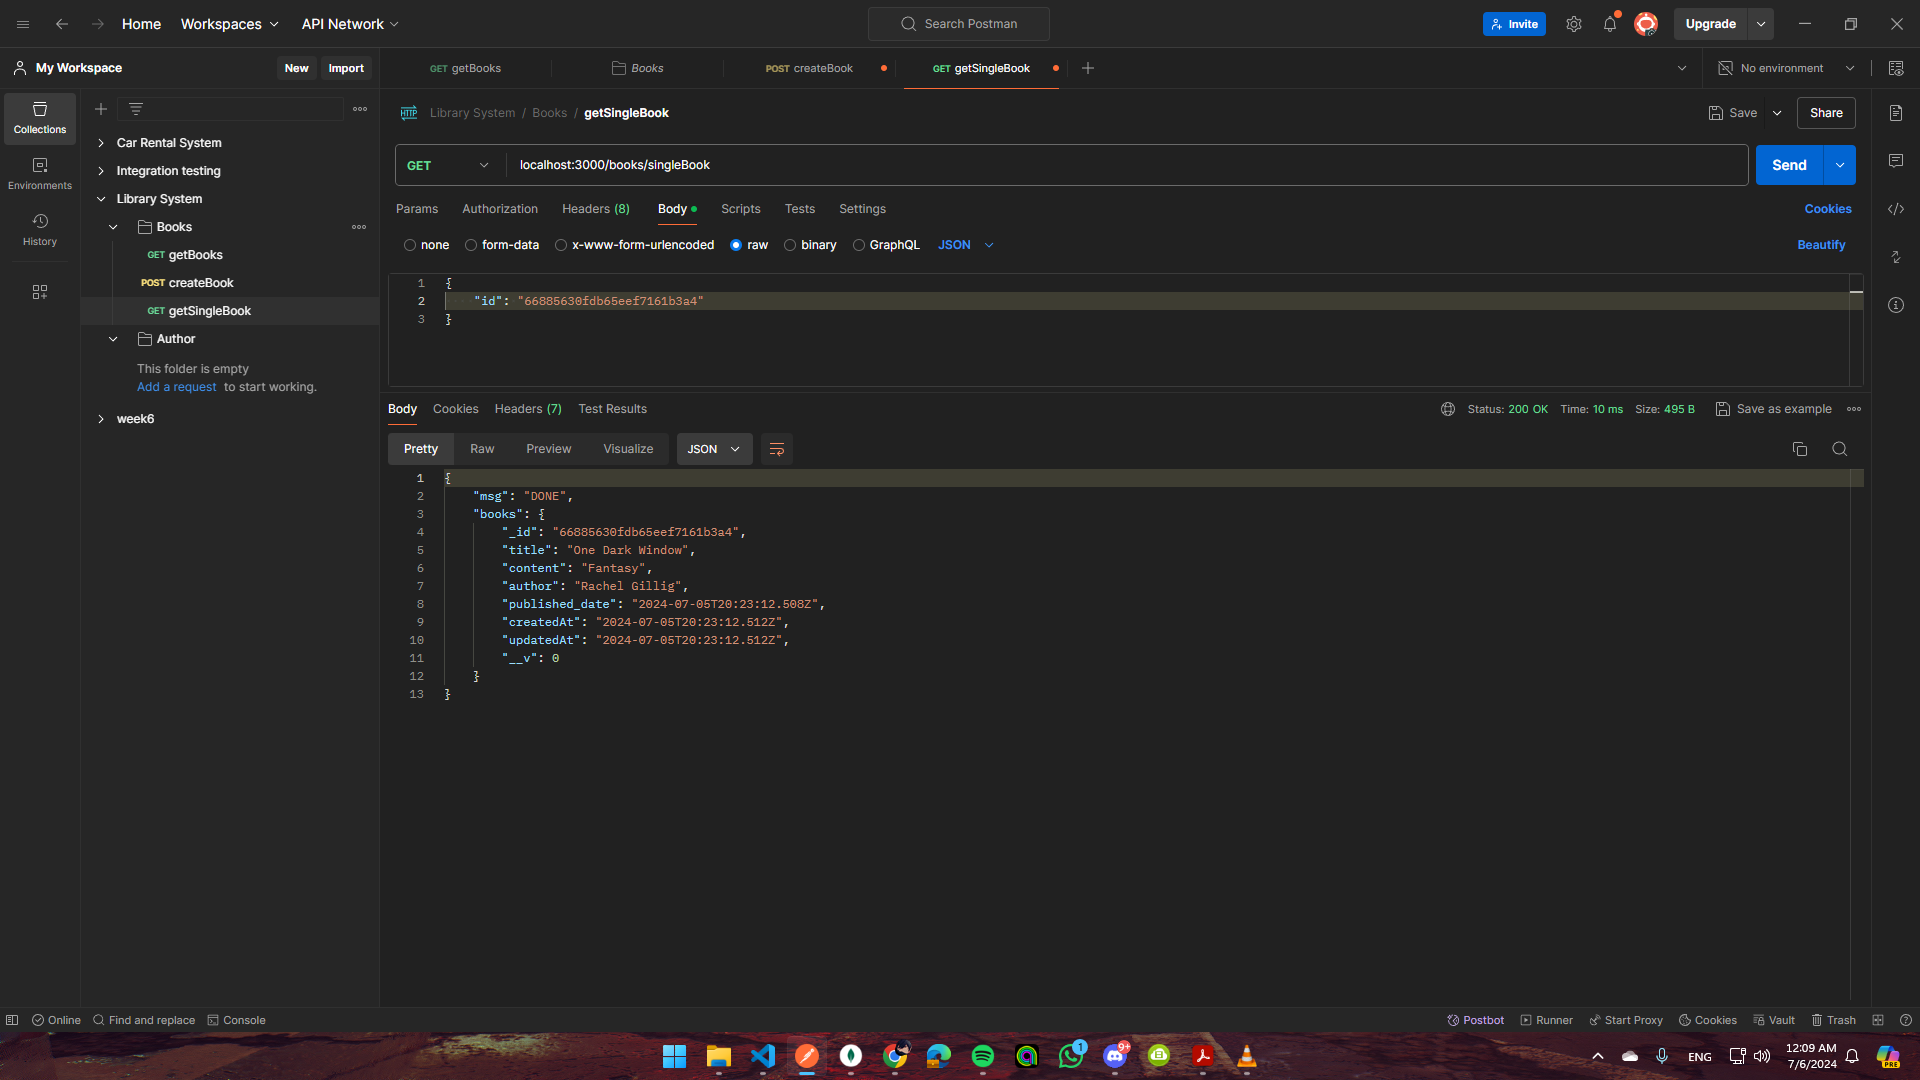 Home Workspaces API Network Search Postman Invite Upgrade
My Workspace New Import GET getBooks Books POST createBook GET getSingleBook No environment
HTTP Library System / Books / getSingleBook Save Share
Collections
Environments
History
Car Rental System
Integration testing
Library System
Books
GET getBooks
POST createBook
GET getSingleBook
Author
This folder is empty
Add a request to start working.
week6
GET localhost:3000/books/singleBook Send
Params Authorization Headers (8) Body Scripts Tests Settings Cookies
none form-data x-www-form-urlencoded raw binary GraphQL JSON Beautify
1 {
2 "id": "66885630fdb65eef7161b3a4"
3 }
Body Cookies Headers (7) Test Results Status: 200 OK Time: 10 ms Size: 495 B Save as example
Pretty Raw Preview Visualize JSON
1 {
2 "msg": "DONE",
3 "books": {
4 "_id": "66885630fdb65eef7161b3a4",
5 "title": "One Dark Window",
6 "content": "Fantasy",
7 "author": "Rachel Gillig",
8 "published_date": "2024-07-05T20:23:12.508Z",
9 "createdAt": "2024-07-05T20:23:12.512Z",
10 "updatedAt": "2024-07-05T20:23:12.512Z",
11 "__v": 0
12 }
13 }
Online Find and replace Console Postbot Runner Start Proxy Cookies Vault Trash
1 9+ ENG 12:09 AM PRE
7/6/2024